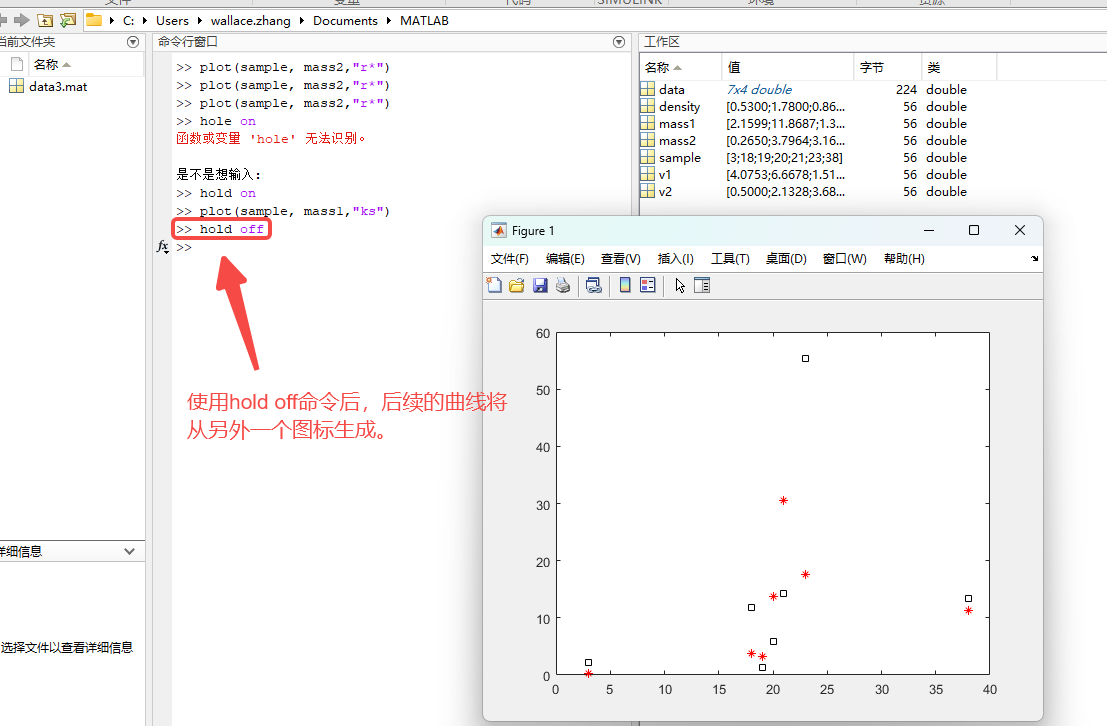 SIMULINK
C: Users wallace.zhang Documents MATLAB
当前文件夹
名称
data3.mat
详细信息
选择文件以查看详细信息
命令行窗口
>> plot(sample, mass2,"r*")
>> plot(sample, mass2,"r*")
>> plot(sample, mass2,"r*")
>> hole on
函数或变量 'hole' 无法识别。
是不是想输入:
>> hold on
>> plot(sample, mass1,"ks")
>> hold off
fx >>
使用hold off命令后，后续的曲线将
从另外一个图标生成。
工作区
名称 值 字节 类
data 7x4 double 224 double
density [0.5300;1.7800;0.86... 56 double
mass1 [2.1599;11.8687;1.3... 56 double
mass2 [0.2650;3.7964;3.16... 56 double
sample [3;18;19;20;21;23;38] 56 double
v1 [4.0753;6.6678;1.51... 56 double
v2 [0.5000;2.1328;3.68... 56 double
Figure 1
文件(F) 编辑(E) 查看(V) 插入(I) 工具(T) 桌面(D) 窗口(W) 帮助(H)
60
50
40
30
20
10
0
0 5 10 15 20 25 30 35 40